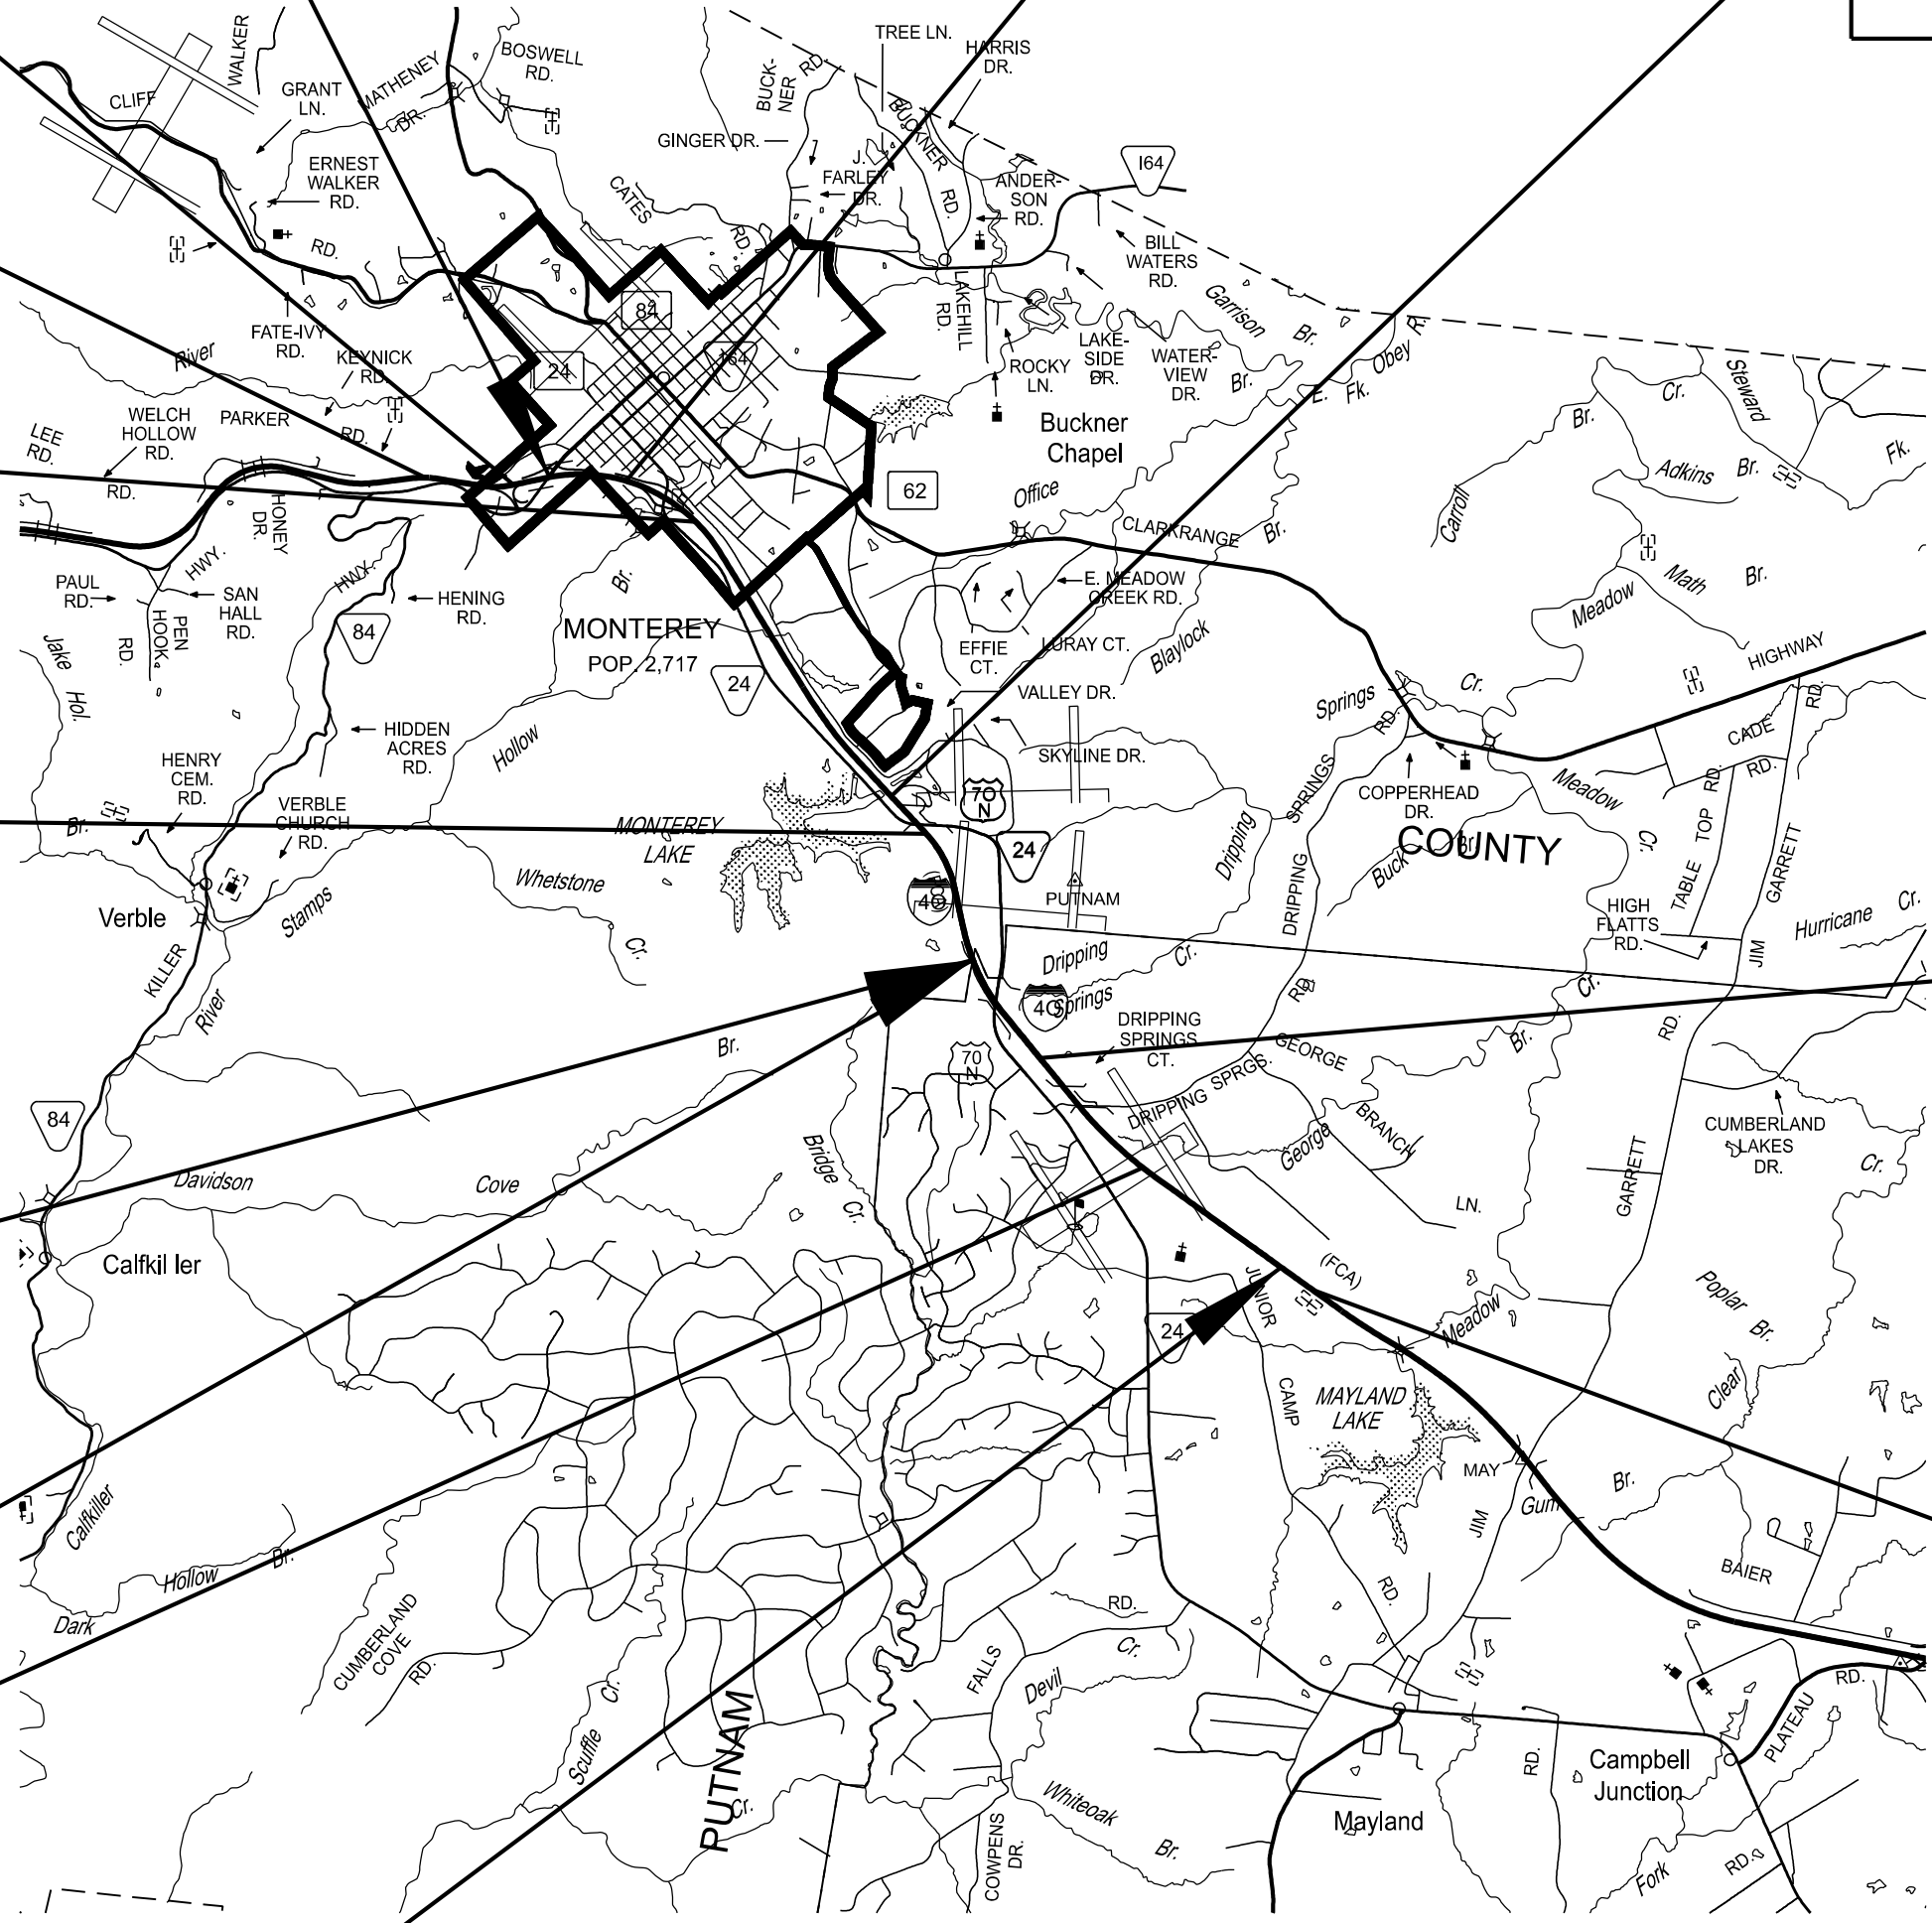 TREE LN.
HARRIS
DR.
WALKER
BOSWELL
RD.
MATHENEY
DR.
BUCK-
NER
RD.
GRANT
LN.
CLIFF
BUCKNER
RD.
GINGER DR.
J.
FARLEY
DR.
164
ERNEST
WALKER
RD.
CATES
RD.
ANDER-
SON
RD.
RD.
BILL
WATERS
RD.
LAKEHILL
RD.
Garrison
Br.
84
FATE-IVY
RD.
River
KEYNICK
RD.
24
164
ROCKY
LN.
LAKE-
SIDE
DR.
WATER-
VIEW
DR.
Br.
E.
Fk.
Obey R.
Cr.
Steward
WELCH
HOLLOW
RD.
PARKER
RD.
LEE
RD.
RD.
Buckner
Chapel
Br.
Adkins
Br.
Fk.
62
Office
CLARKRANGE
Br.
Carroll
HONEY
DR.
HWY.
HWY.
PAUL
RD.
SAN
HALL
RD.
PEN
HOOK
RD.
HENING
RD.
84
Br.
E. MEADOW
CREEK RD.
Meadow
Math
Br.
MONTEREY
POP. 2,717
EFFIE
CT.
LURAY CT.
Blaylock
HIGHWAY
Jake
Hol.
24
VALLEY DR.
Springs
RD.
Cr.
CADE
RD.
RD.
HIDDEN
ACRES
RD.
Hollow
SKYLINE DR.
HENRY
CEM.
RD.
VERBLE
CHURCH
RD.
70
N
COPPERHEAD
DR.
Meadow
Cr.
SPRINGS
Br.
MONTEREY
LAKE
24
Dripping
COUNTY
Buck
Br.
TABLE
TOP
RD.
GARRETT
Whetstone
Cr.
40
PUTNAM
DRIPPING
RD.
HIGH
FLATTS
RD.
JIM
Hurricane
Cr.
Verble
Stamps
KILLER
River
Dripping
Springs
Cr.
40
Cr.
RD.
DRIPPING
SPRINGS
CT.
Br.
70
N
GEORGE
Br.
DRIPPING
SPRGS.
84
Bridge
Cr.
George
BRANCH
LN.
CUMBERLAND
LAKES
DR.
Cr.
GARRETT
Davidson
Cove
Calfkil ler
(FCA)
JUNIOR
Meadow
Poplar
Br.
24
CAMP
MAYLAND
LAKE
Clear
MAY
Gum
Br.
JIM
Calfkiller
Hollow
Br.
Dark
CUMBERLAND
COVE
RD.
RD.
RD.
BAIER
Scuffle
Cr.
FALLS
Devil
Cr.
PUTNAM
Cr.
Whiteoak
Br.
COWPENS
DR.
Mayland
RD.
Campbell
Junction
PLATEAU
RD.
Fork
RD.